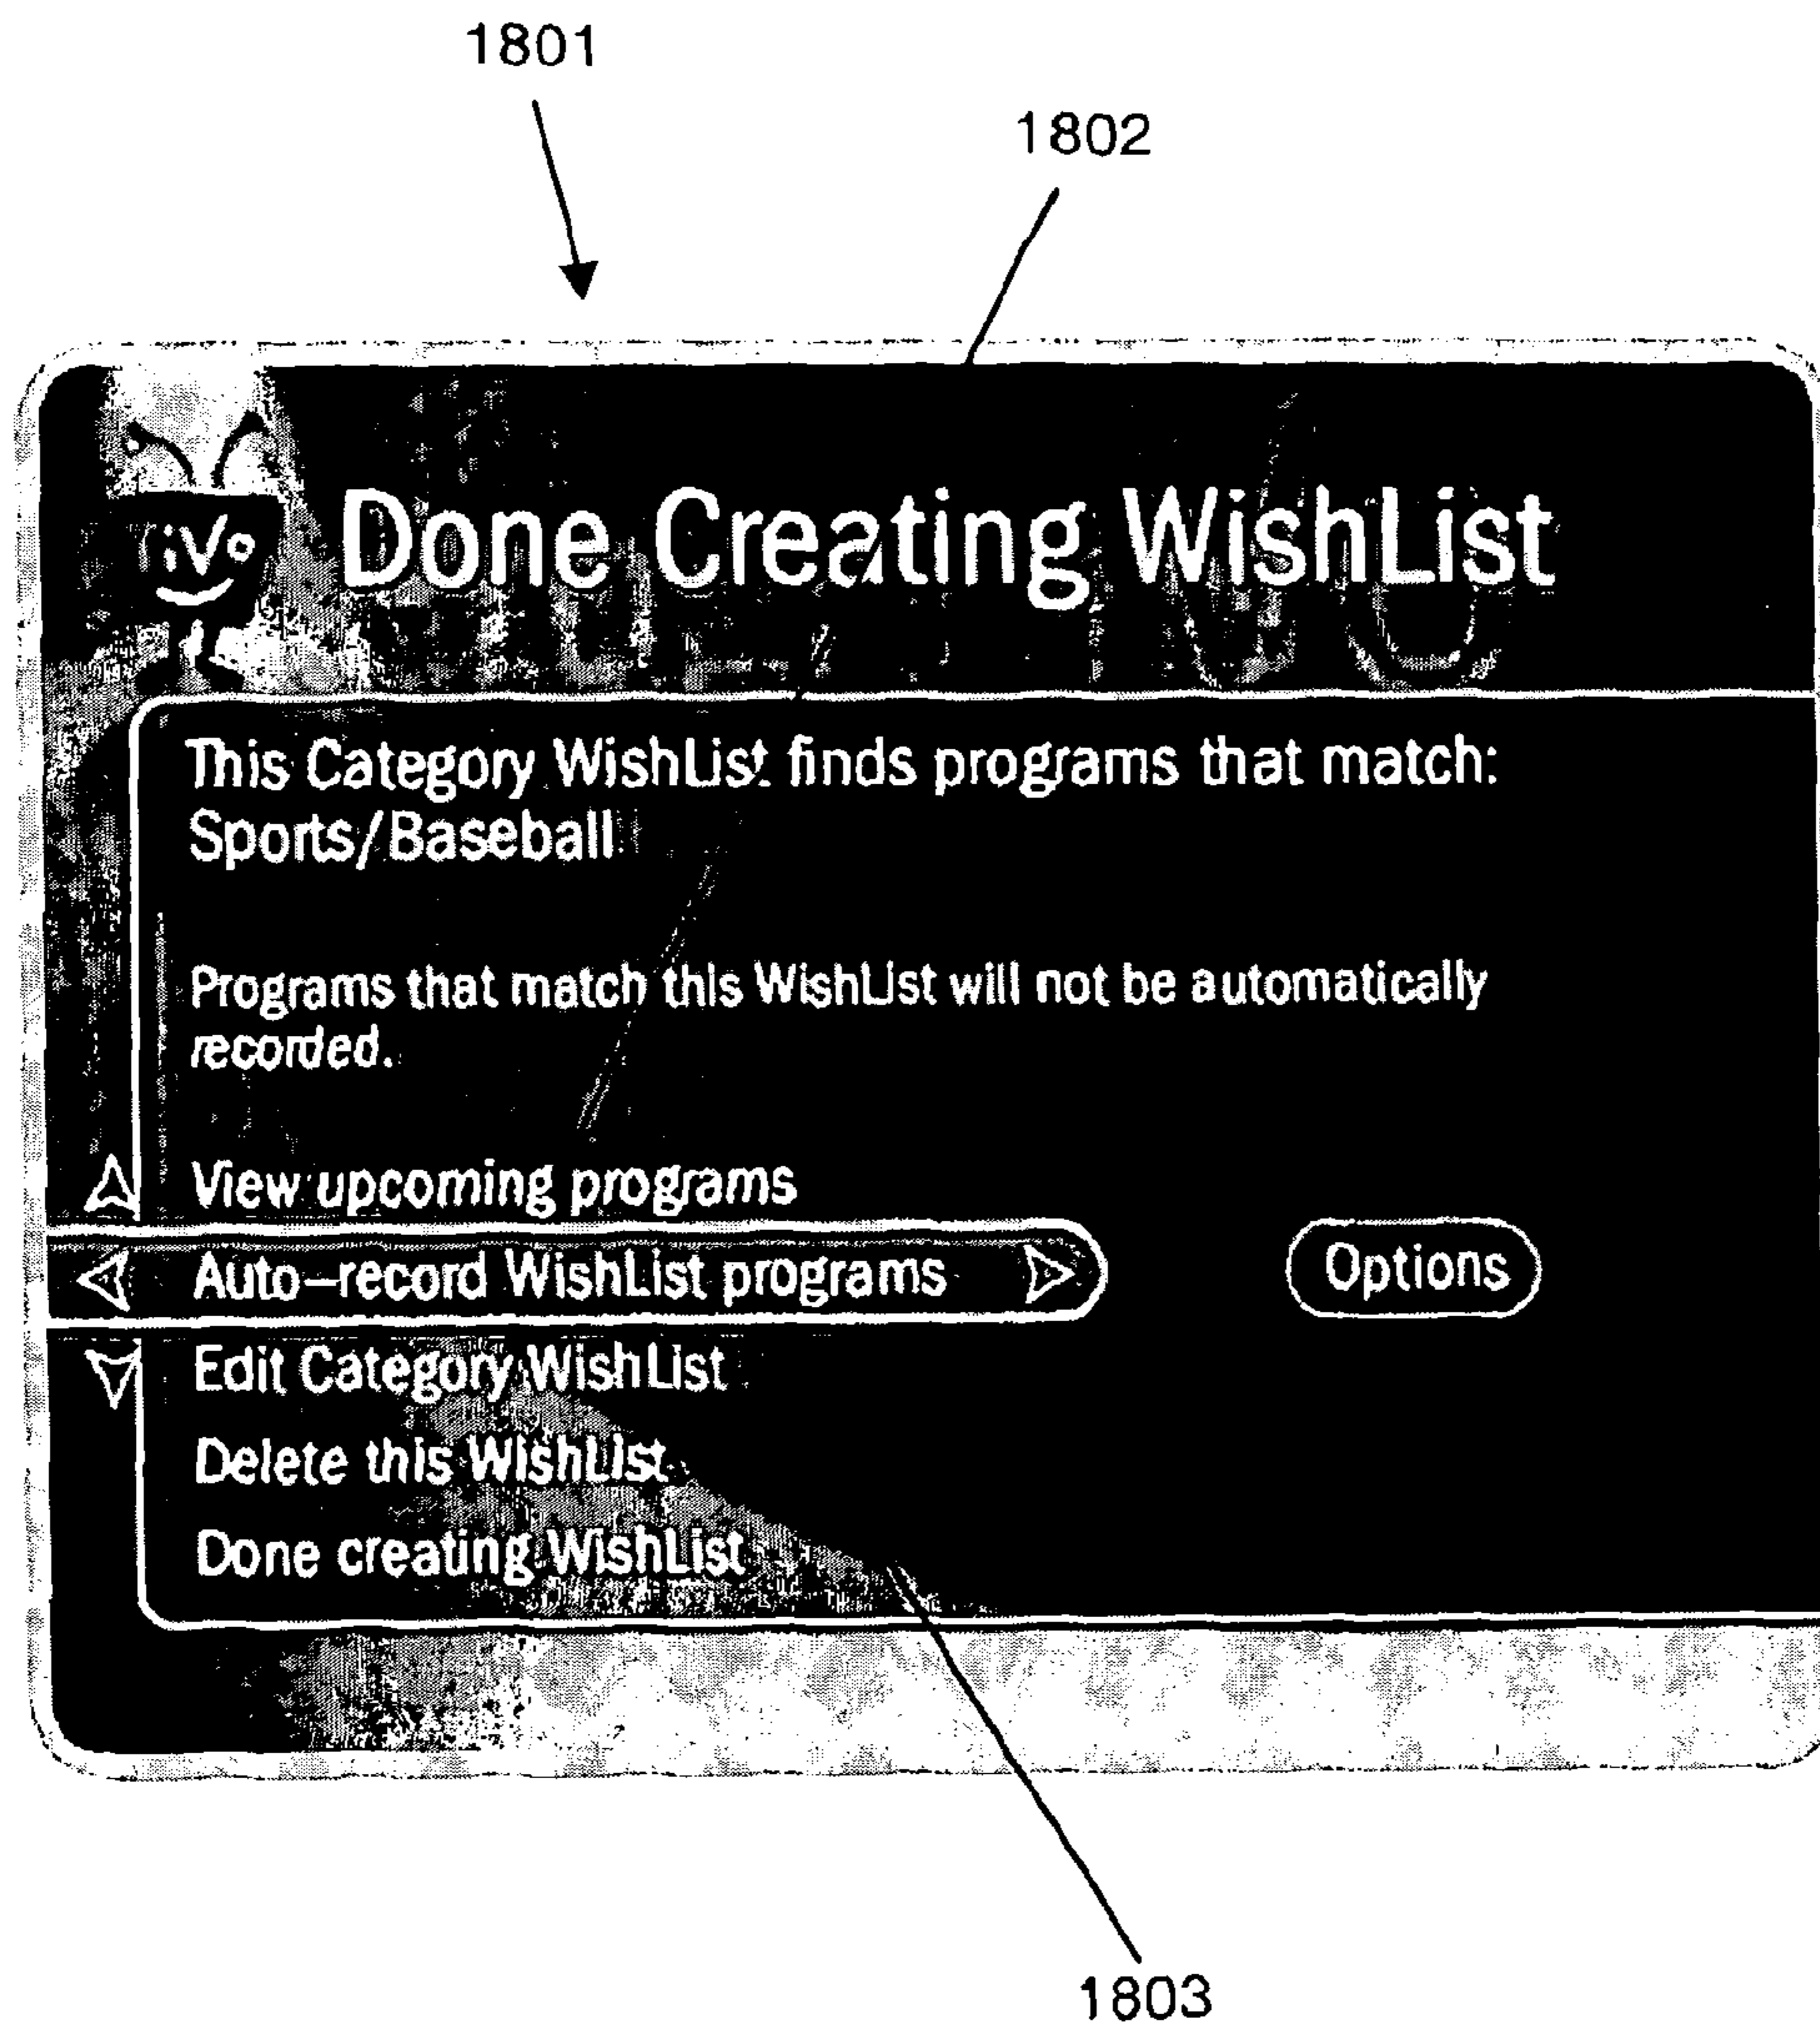 1801
1802
TiVo
Done Creating WishList
This Category WishList finds programs that match:
Sports/Baseball
Programs that match this WishList will not be automatically
recorded.
View upcoming programs
Auto-record WishList programs
Options
Edit Category WishList
Delete this WishList
Done creating WishList
1803